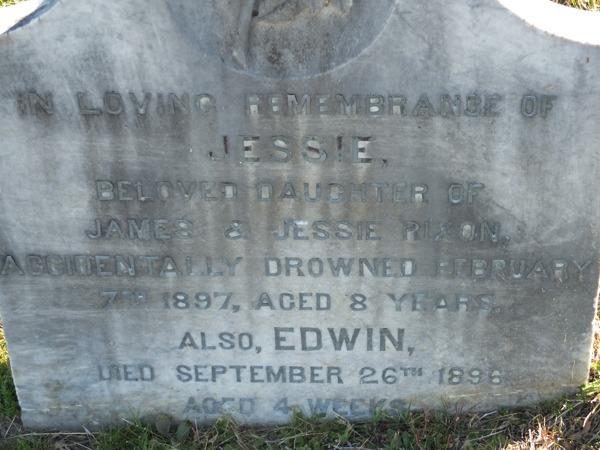 IN LOVING REMEMBRANCE OF
JESSIE,
BELOVED DAUGHTER OF
JAMES & JESSIE RIXON,
ACCIDENTALLY DROWNED FEBRUARY
7TH 1897, AGED 8 YEARS.
ALSO, EDWIN,
DIED SEPTEMBER 26TH 1896
AGED 4 WEEKS